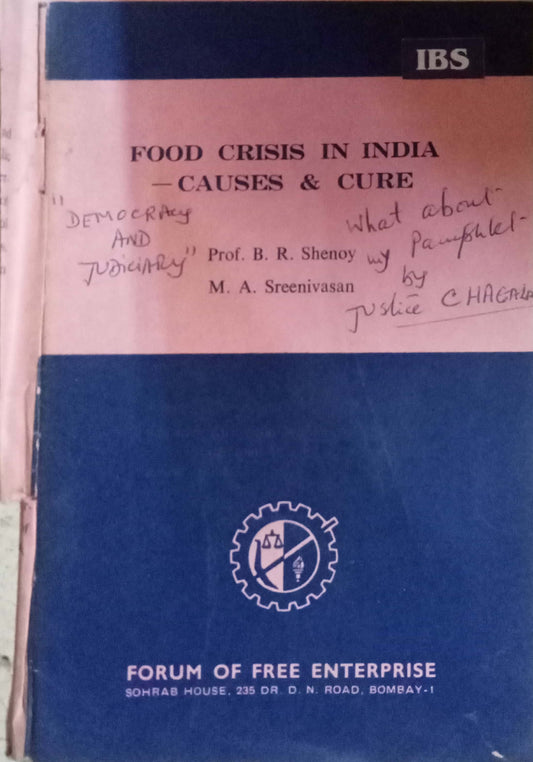 IBS
FOOD CRISIS IN INDIA
— CAUSES & CURE
"DEMOCRACY
AND
JUDICIARY"
Prof. B. R. Shenoy
M. A. Sreenivasan
What about
my Pamphlet
by
Justice CHAGALA
FORUM OF FREE ENTERPRISE
SOHRAB HOUSE, 235 DR. D. N. ROAD, BOMBAY-1